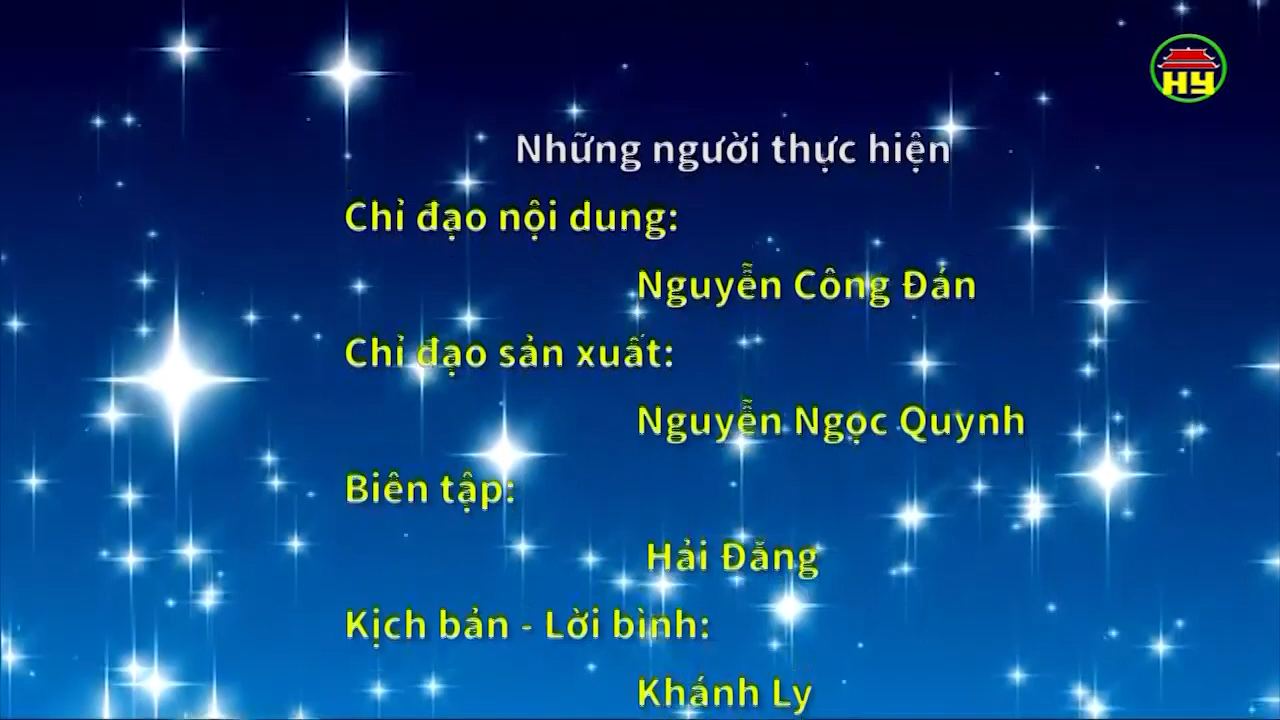 HY
Những người thực hiện
Chỉ đạo nội dung:
Nguyễn Công Đán
Chỉ đạo sản xuất:
Nguyễn Ngọc Quynh
Biên tập:
Hải Đăng
Kịch bản - Lời bình:
Khánh Ly